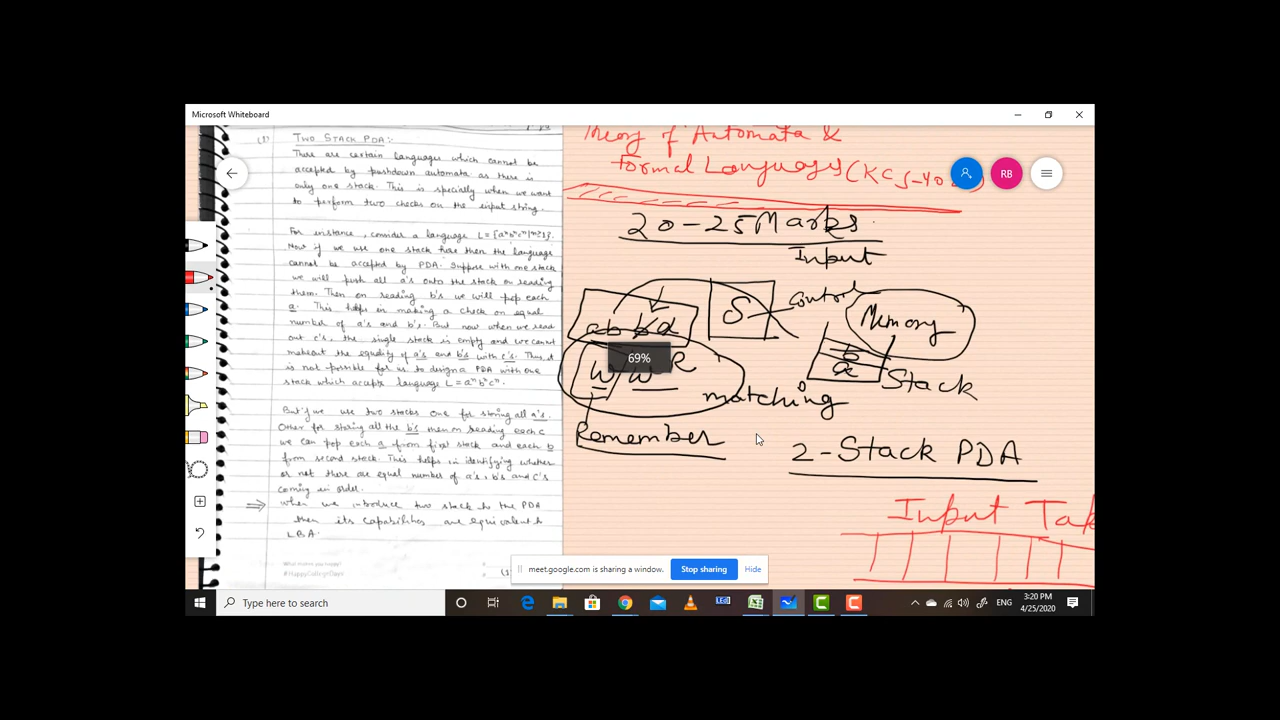 Microsoft Whiteboard
(1) TWO STACK PDA:-
There are certain languages which cannot be
accepted by pushdown automata as there is
only one stack. This is specially when we want
to perform two checks on the input string.
For instance, consider a language L = {aⁿbⁿcⁿ|n≥1}.
Now if we use one stack here then the language
cannot be accepted by PDA. Suppose with one stack
we will push all a's onto the stack on reading
them. Then on reading b's we will pop each
a. This helps in making a check on equal
number of a's and b's. But now when we read
out c's, the single stack is empty and we cannot
makeout the equality of a's and b's with c's. Thus it
is not possible for us to design a PDA with one
stack which accepts language L = aⁿbⁿcⁿ.
But if we use two stacks one for storing all a's.
Other for storing all the b's then on reading each c
we can pop each a from first stack and each b
from second stack. This helps in identifying whether
or not there are equal number of a's, b's and c's
coming in order.
⇒ When we introduce two stack to the PDA
then its capabilities are equivalent to
LBA.
#HappyCollegeDays
Theory of Automata &
Formal Languages (KCS-40
20-25 Marks
Input
abba
S
control
Memory
b
a
Stack
w wR
matching
Remember
69%
2-Stack PDA
Input Ta
RB
meet.google.com is sharing a window.
Stop sharing
Hide
Type here to search
ENG
3:20 PM
4/25/2020